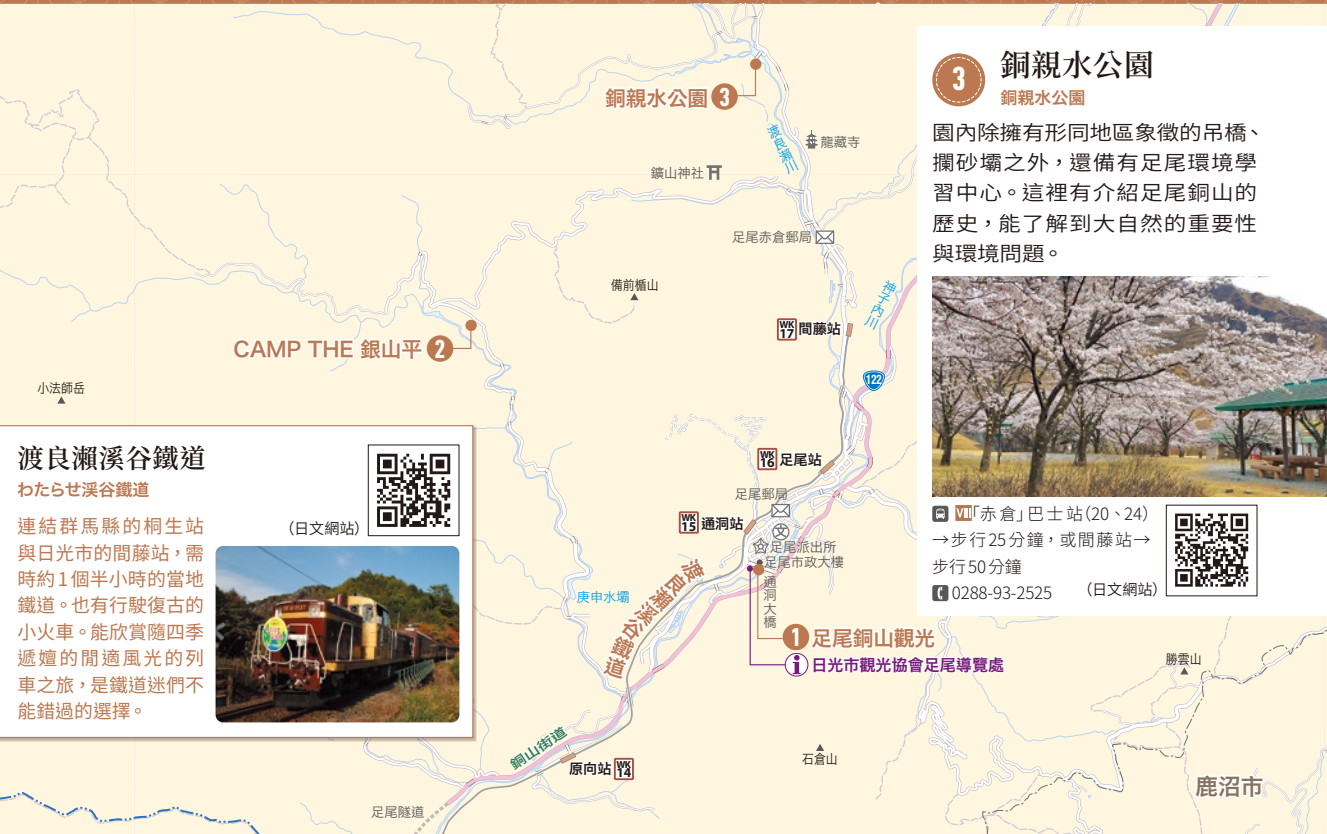 銅親水公園 3
渡良瀬川
龍藏寺
鑛山神社
足尾赤倉郵局
備前楯山
神子內川
WK 17 間藤站
CAMP THE 銀山平 2
122
小法師岳
WK 16 足尾站
足尾郵局
WK 15 通洞站
足尾派出所
足尾市政大樓
通洞大橋
庚申水壩
渡良瀨溪谷鐵道
1 足尾銅山觀光
i 日光市觀光協會足尾導覽處
勝雲山
石倉山
銅山街道
原向站 WK 14
足尾隧道
鹿沼市
3
銅親水公園
銅親水公園
園內除擁有形同地區象徵的吊橋、
攔砂壩之外，還備有足尾環境學
習中心。這裡有介紹足尾銅山的
歷史，能了解到大自然的重要性
與環境問題。
VII「赤倉」巴士站(20、24)
→步行25分鐘，或間藤站→
步行50分鐘
0288-93-2525
(日文網站)
渡良瀨溪谷鐵道
わたらせ渓谷鐵道
(日文網站)
連結群馬縣的桐生站
與日光市的間藤站，需
時約1個半小時的當地
鐵道。也有行駛復古的
小火車。能欣賞隨四季
遞嬗的閒適風光的列
車之旅，是鐵道迷們不
能錯過的選擇。